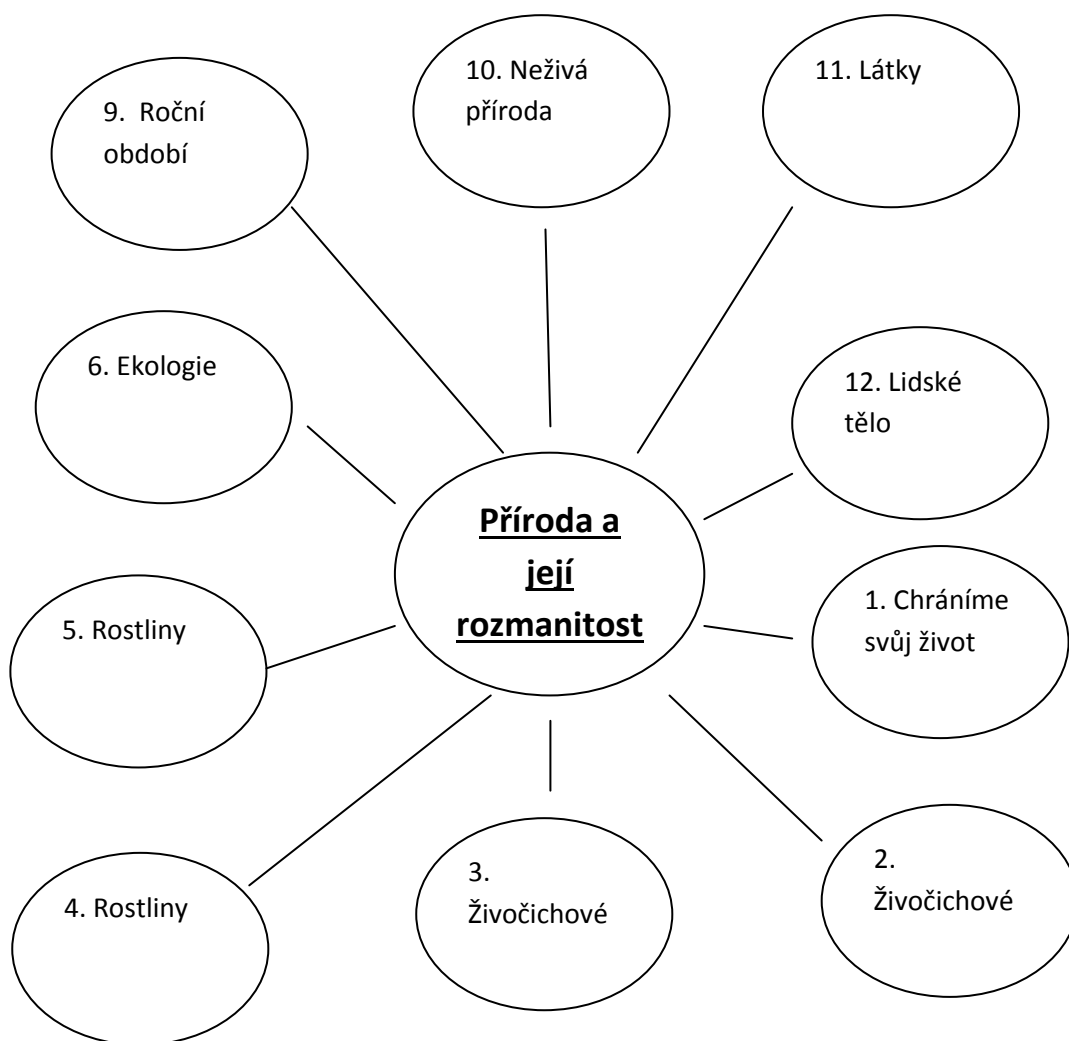 9. Roční
období
10. Neživá
příroda
11. Látky
6. Ekologie
12. Lidské
tělo
Příroda a
její
rozmanitost
5. Rostliny
1. Chráníme
svůj život
4. Rostliny
3.
Živočichové
2.
Živočichové